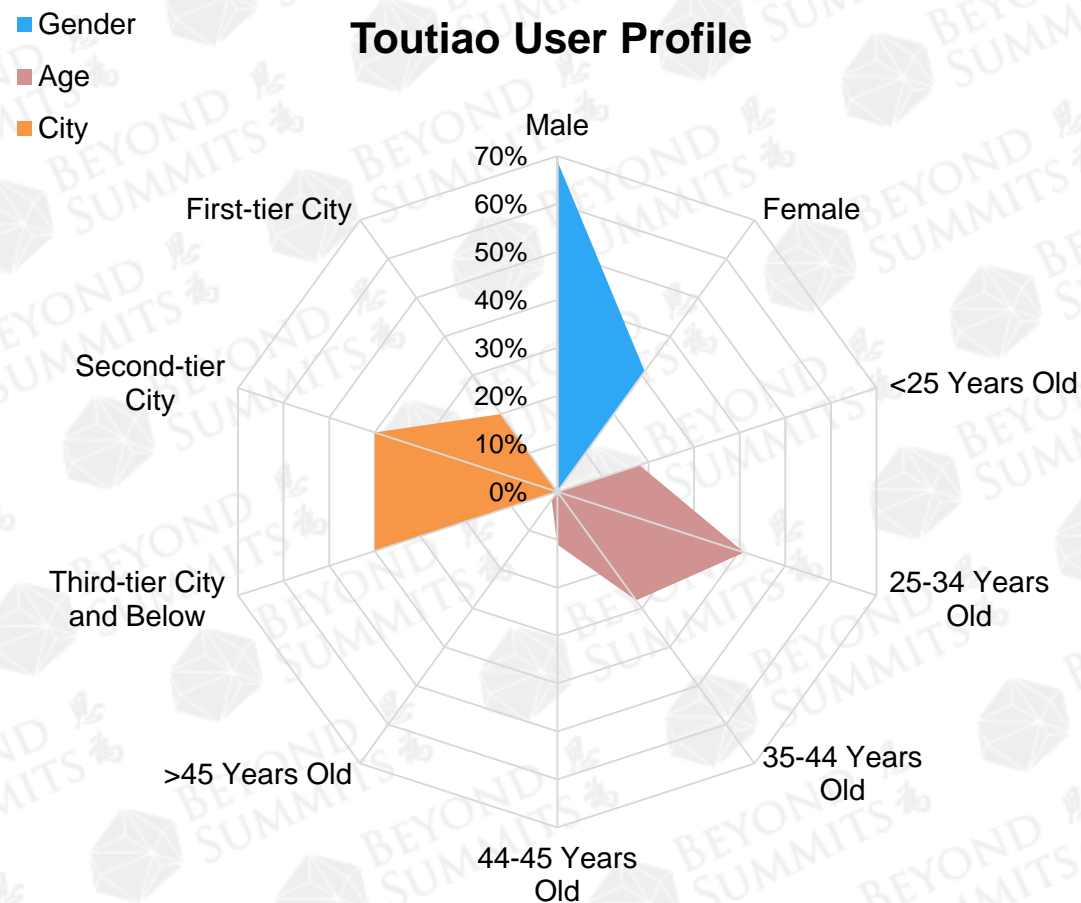 Toutiao User Profile
Gender
Age
City
Male
70%
60%
50%
40%
30%
20%
10%
0%
First-tier City
Female
Second-tier
City
<25 Years Old
Third-tier City
and Below
25-34 Years
Old
>45 Years Old
35-44 Years
Old
44-45 Years
Old
BEYOND
SUMMITS
思
為